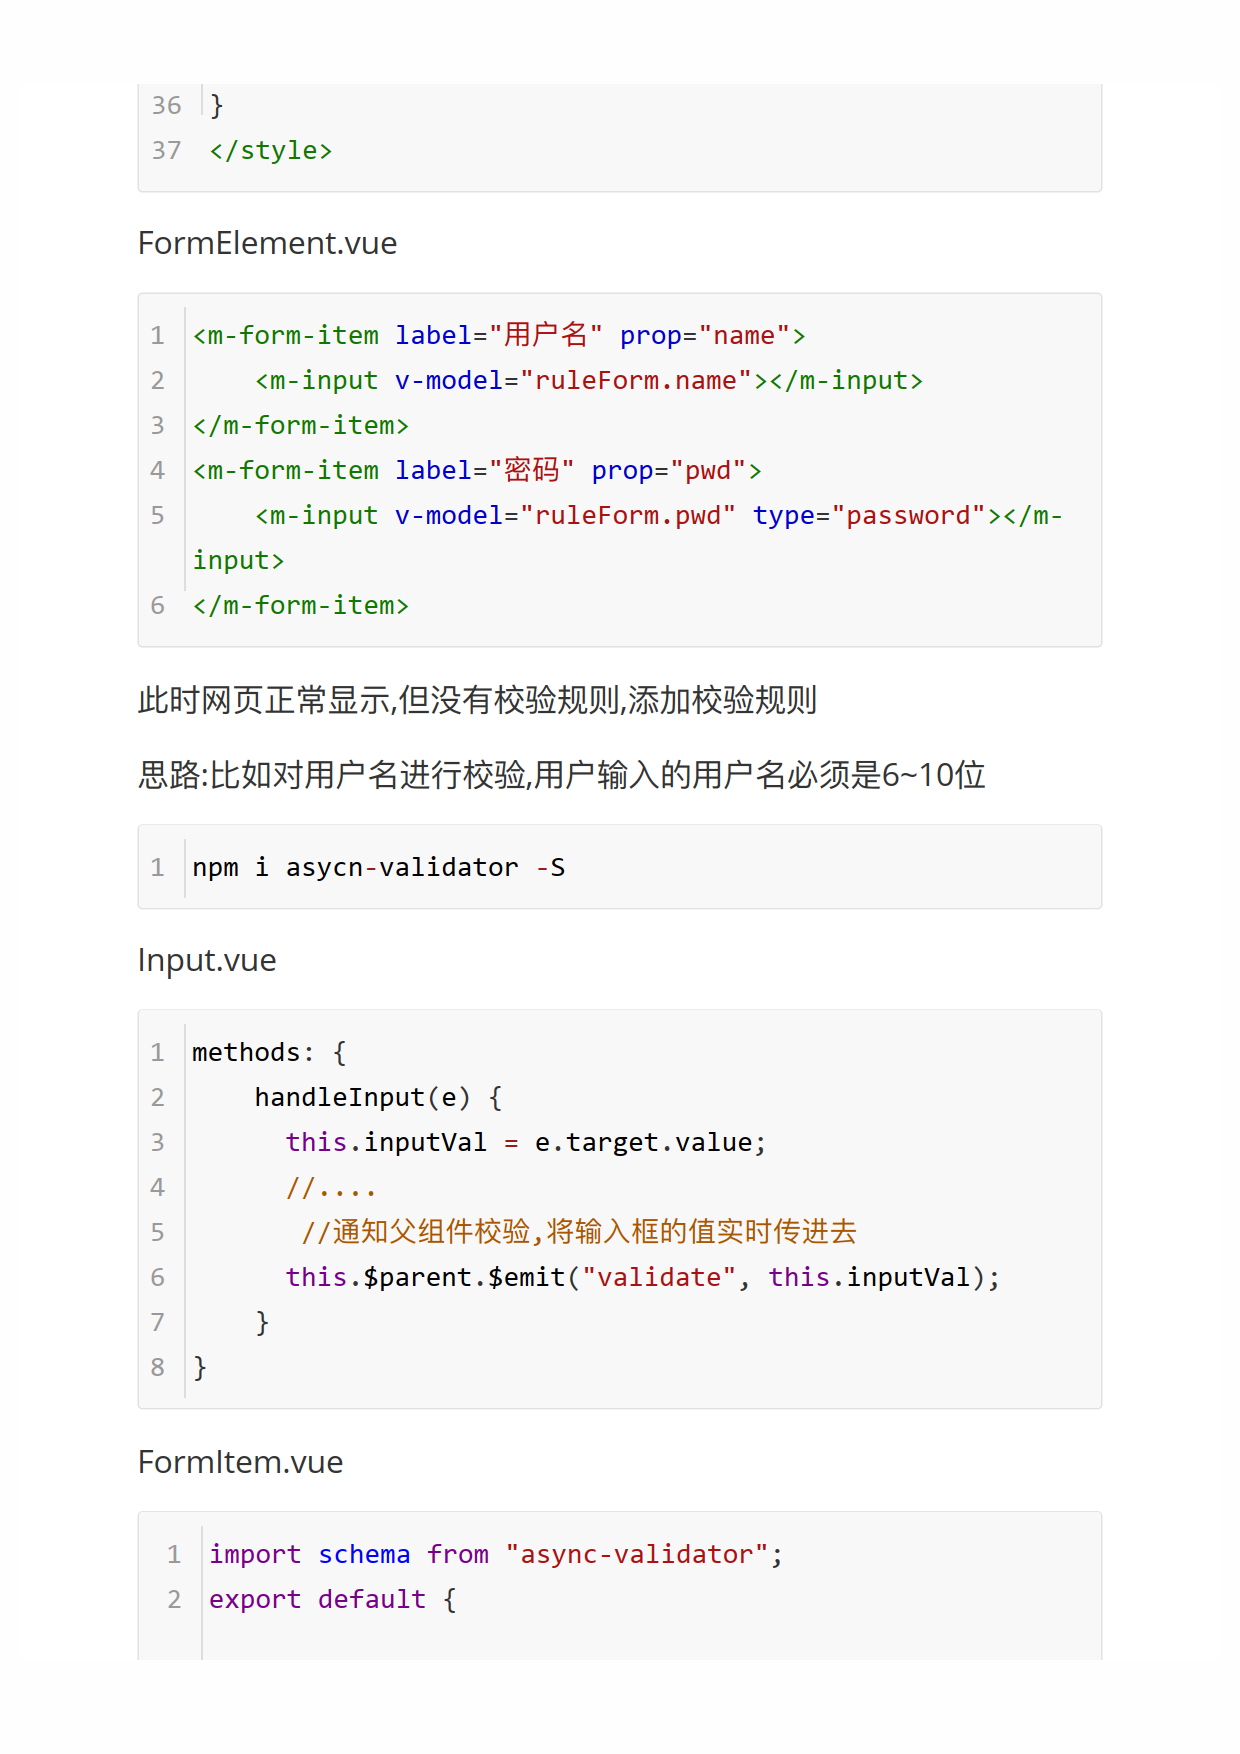 36 }
37 </style>
FormElement.vue
1 <m-form-item label="用户名" prop="name">
2     <m-input v-model="ruleForm.name"></m-input>
3 </m-form-item>
4 <m-form-item label="密码" prop="pwd">
5     <m-input v-model="ruleForm.pwd" type="password"></m-
input>
6 </m-form-item>
此时网页正常显示,但没有校验规则,添加校验规则
思路:比如对用户名进行校验,用户输入的用户名必须是6~10位
1 npm i asycn-validator -S
Input.vue
1 methods: {
2     handleInput(e) {
3       this.inputVal = e.target.value;
4       //....
5        //通知父组件校验,将输入框的值实时传进去
6       this.$parent.$emit("validate", this.inputVal);
7     }
8 }
FormItem.vue
1 import schema from "async-validator";
2 export default {